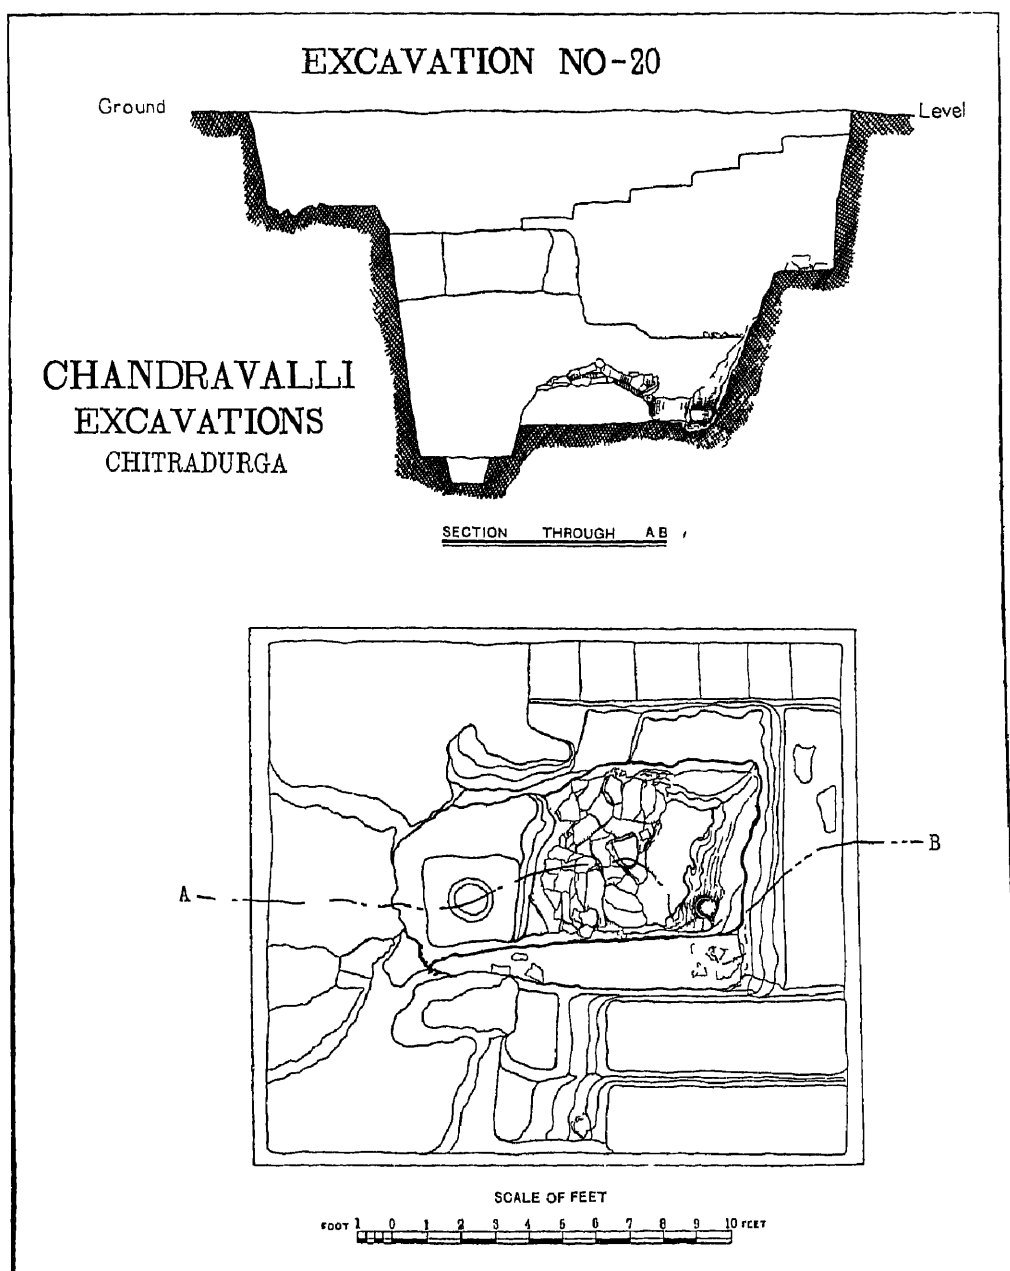 EXCAVATION NO-20
Ground Level
CHANDRAVALLI
EXCAVATIONS
CHITRADURGA
SECTION THROUGH AB
A B
SCALE OF FEET
FOOT 1 0 1 2 3 4 5 6 7 8 9 10 FEET